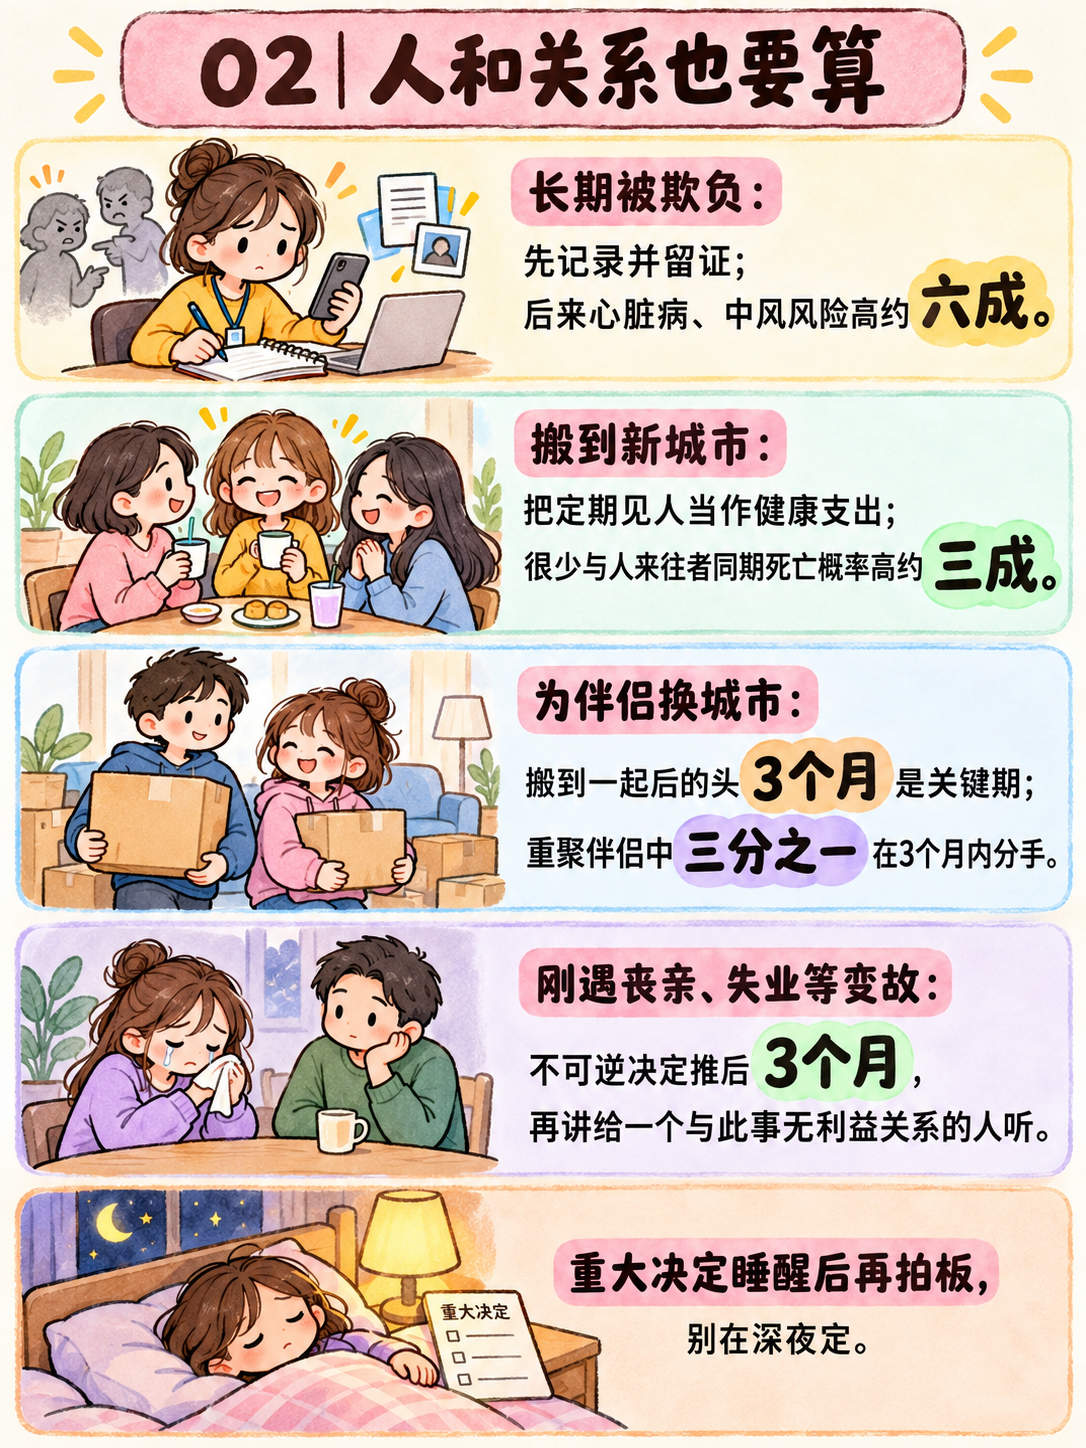 02|人和关系也要算
长期被欺负：
先记录并留证；
后来心脏病、中风风险高约六成。
搬到新城市：
把定期见人当作健康支出；
很少与人来往者同期死亡概率高约三成。
为伴侣换城市：
搬到一起后的头3个月是关键期；
重聚伴侣中三分之一在3个月内分手。
刚遇丧亲、失业等变故：
不可逆决定推后3个月，
再讲给一个与此事无利益关系的人听。
重大决定
重大决定睡醒后再拍板，
别在深夜定。